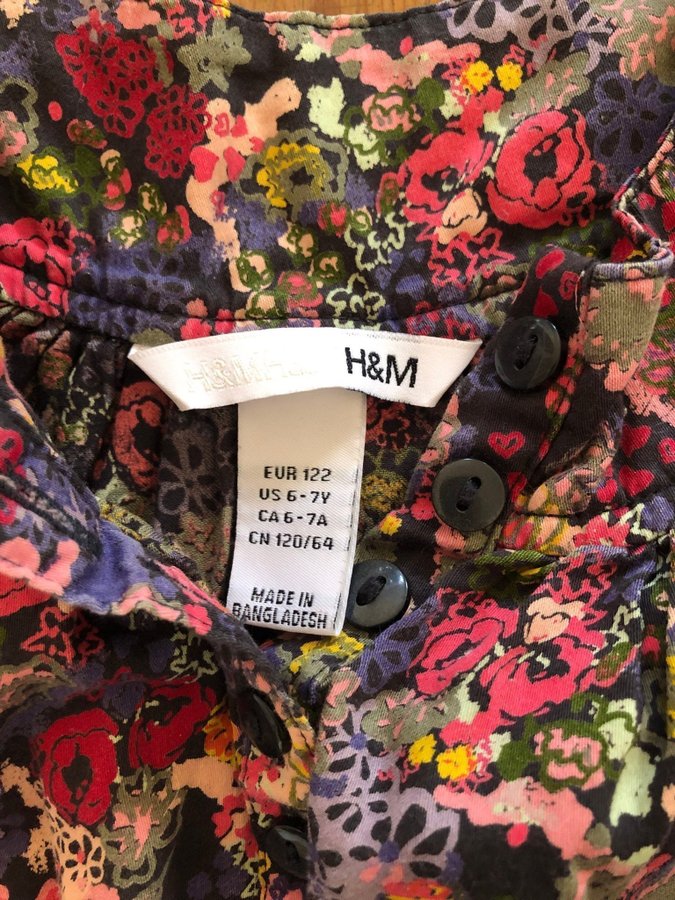 H&M H&M
EUR 122
US 6-7Y
CA 6-7A
CN 120/64
MADE IN
BANGLADESH